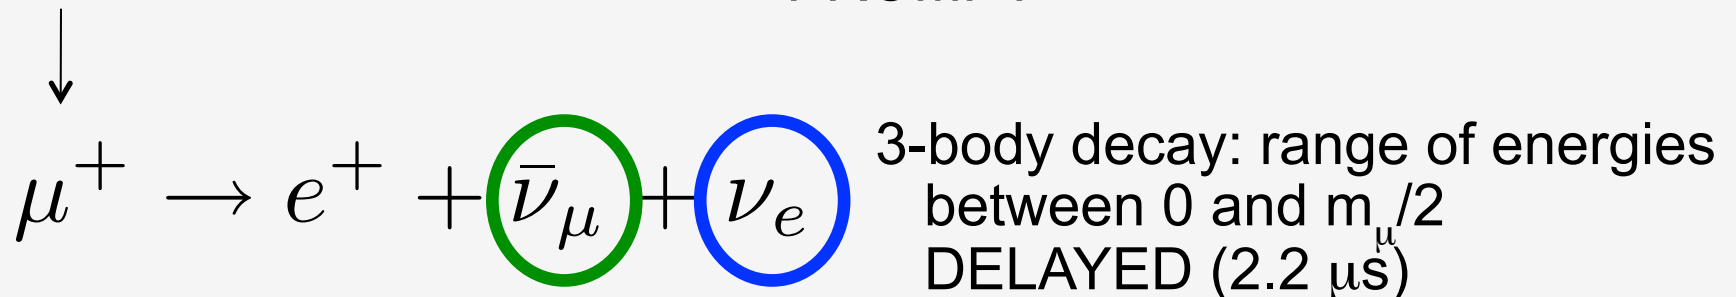 μ⁺ → e⁺ + ν̄_μ + ν_e
3-body decay: range of energies
between 0 and m_μ/2
DELAYED (2.2 μs)